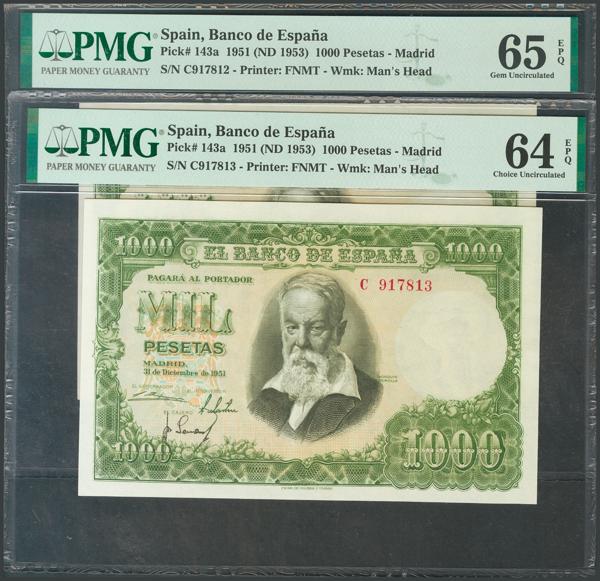 PMG
PAPER MONEY GUARANTY
Spain, Banco de España
Pick# 143a 1951 (ND 1953) 1000 Pesetas - Madrid
S/N C917812 - Printer: FNMT - Wmk: Man's Head
65 EPQ
Gem Uncirculated
PMG
PAPER MONEY GUARANTY
Spain, Banco de España
Pick# 143a 1951 (ND 1953) 1000 Pesetas - Madrid
S/N C917813 - Printer: FNMT - Wmk: Man's Head
64 EPQ
Choice Uncirculated
1000 EL BANCO DE ESPAÑA 1000
PAGARÁ AL PORTADOR
C 917813
MIL
PESETAS
MADRID,
31 de Diciembre de 1951
EL GOBERNADOR
EL CAJERO
1000
1000